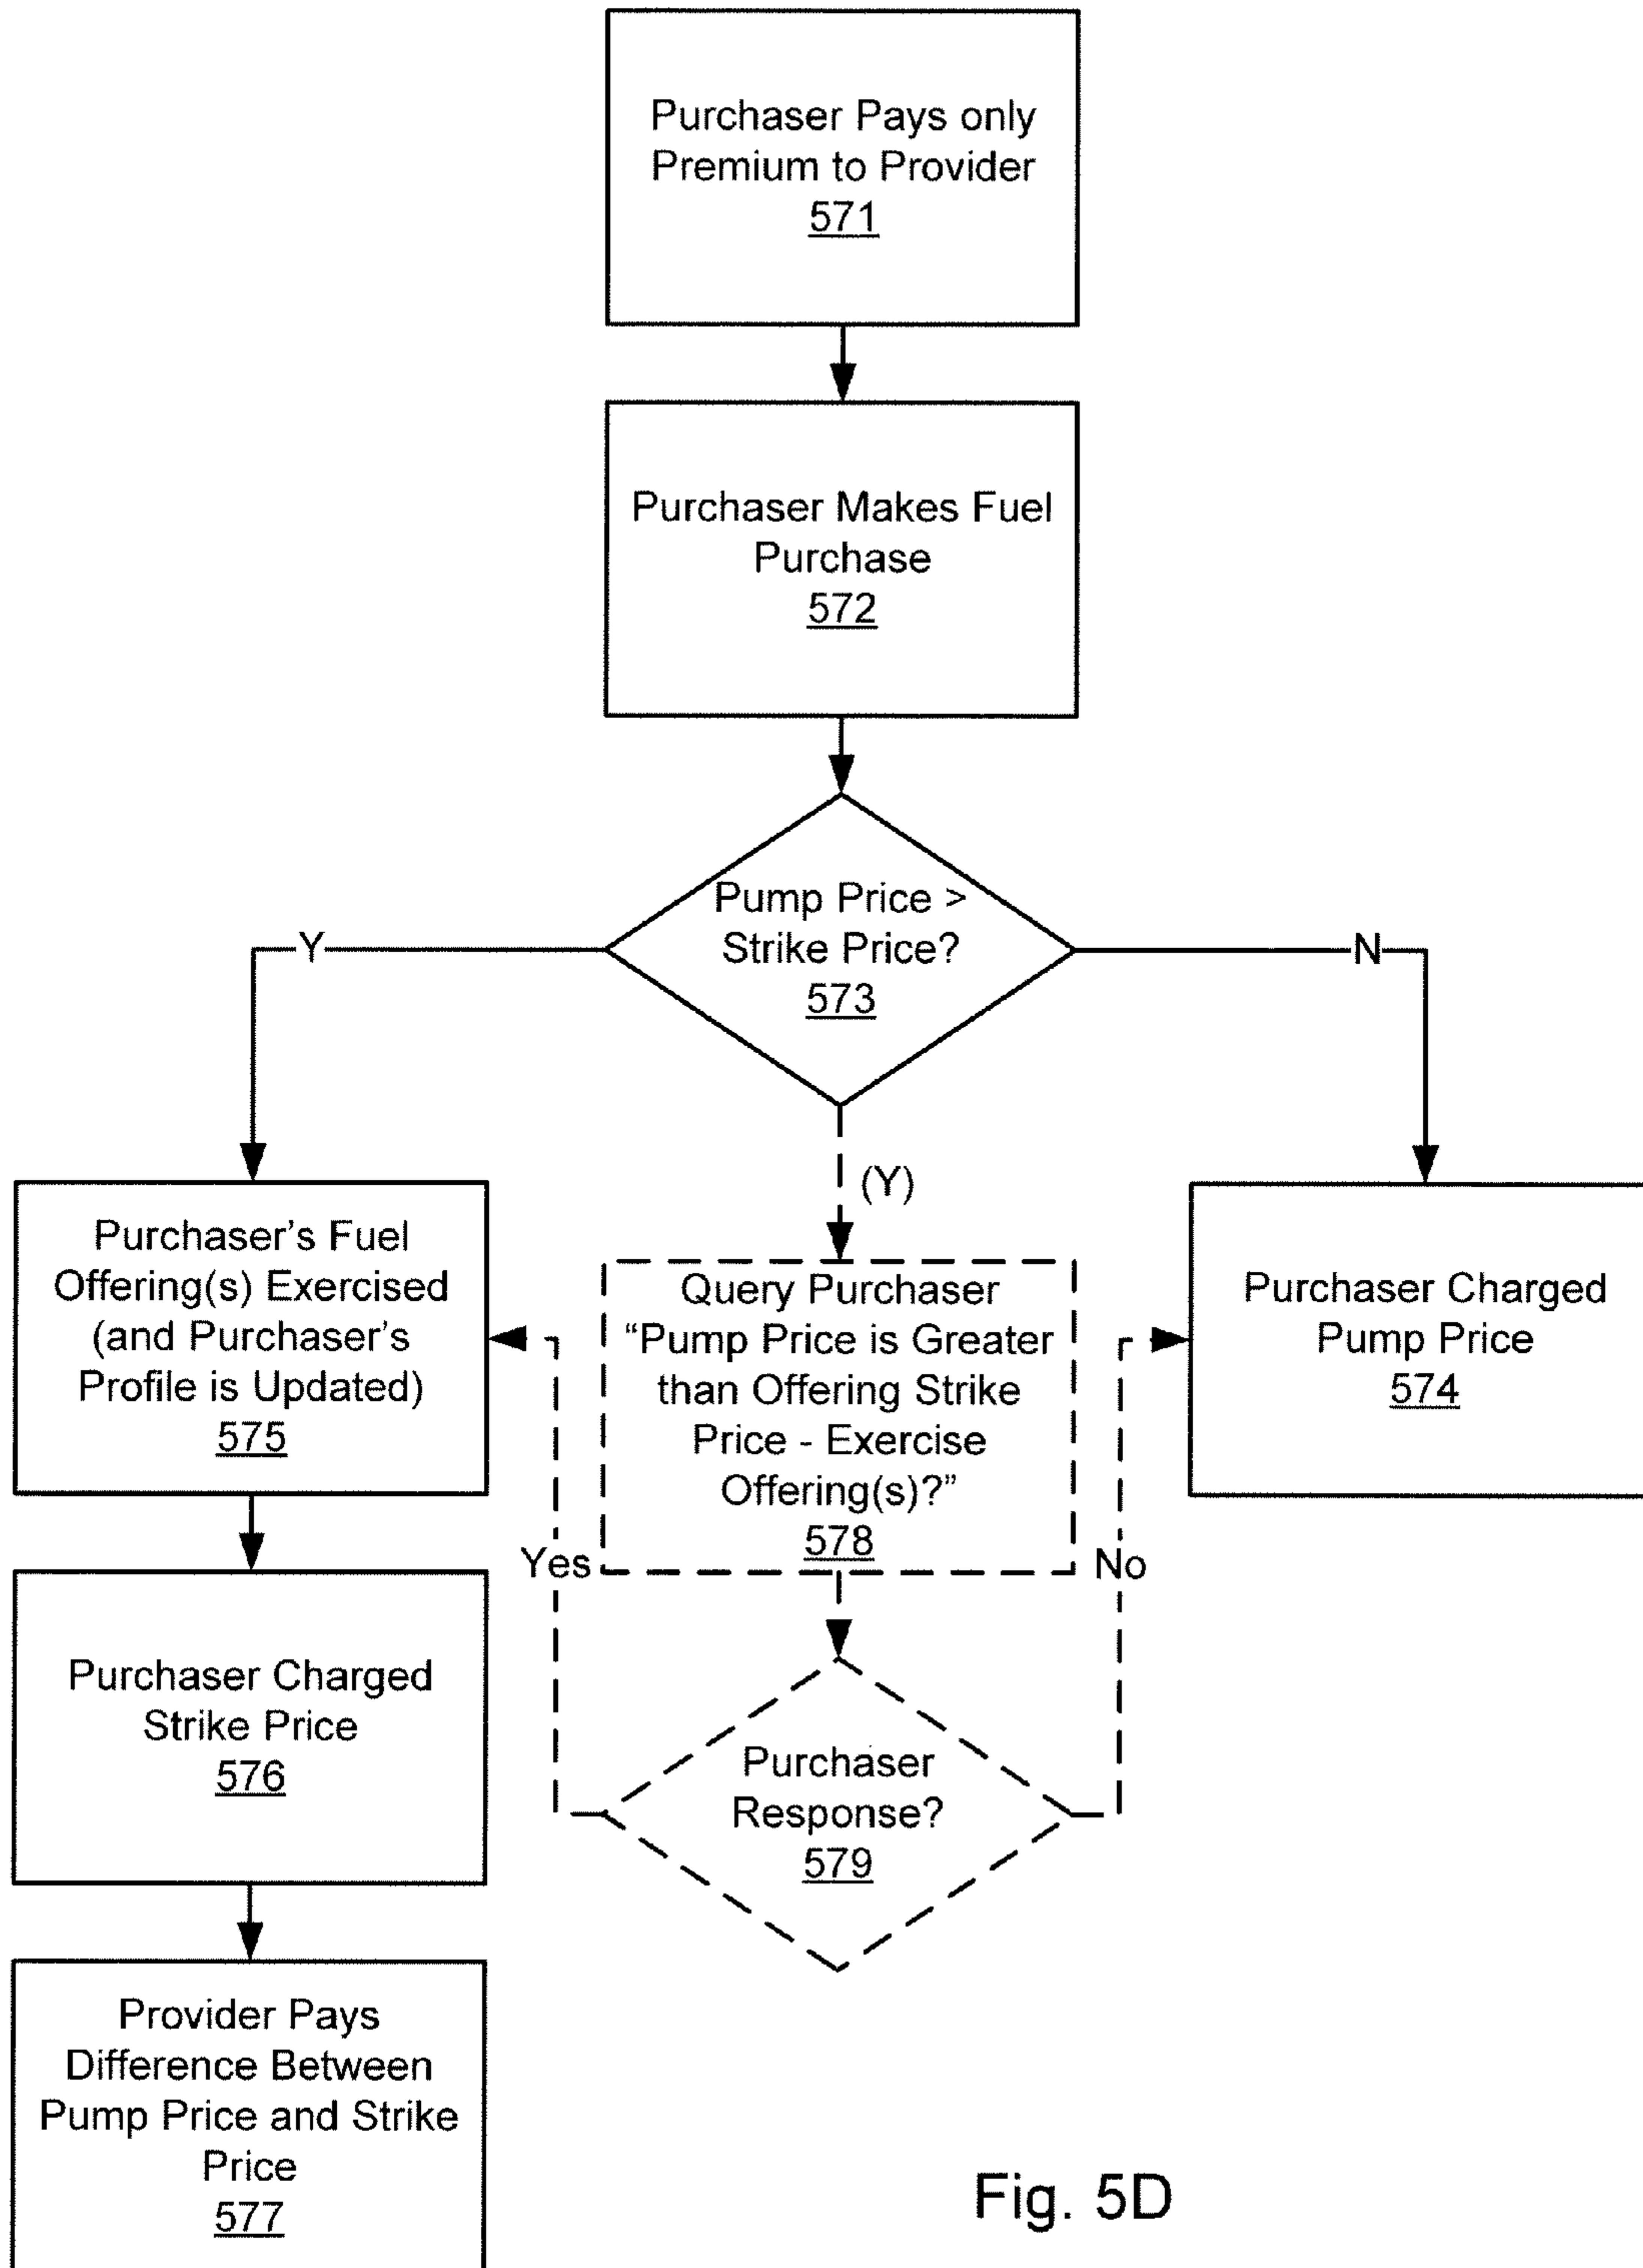 Purchaser Pays only
Premium to Provider
571
Purchaser Makes Fuel
Purchase
572
Pump Price >
Strike Price?
573
Y
N
(Y)
Purchaser's Fuel
Offering(s) Exercised
(and Purchaser's
Profile is Updated)
575
Query Purchaser
“Pump Price is Greater
than Offering Strike
Price - Exercise
Offering(s)?”
578
Purchaser Charged
Pump Price
574
Yes
No
Purchaser Charged
Strike Price
576
Purchaser
Response?
579
Provider Pays
Difference Between
Pump Price and Strike
Price
577
Fig. 5D